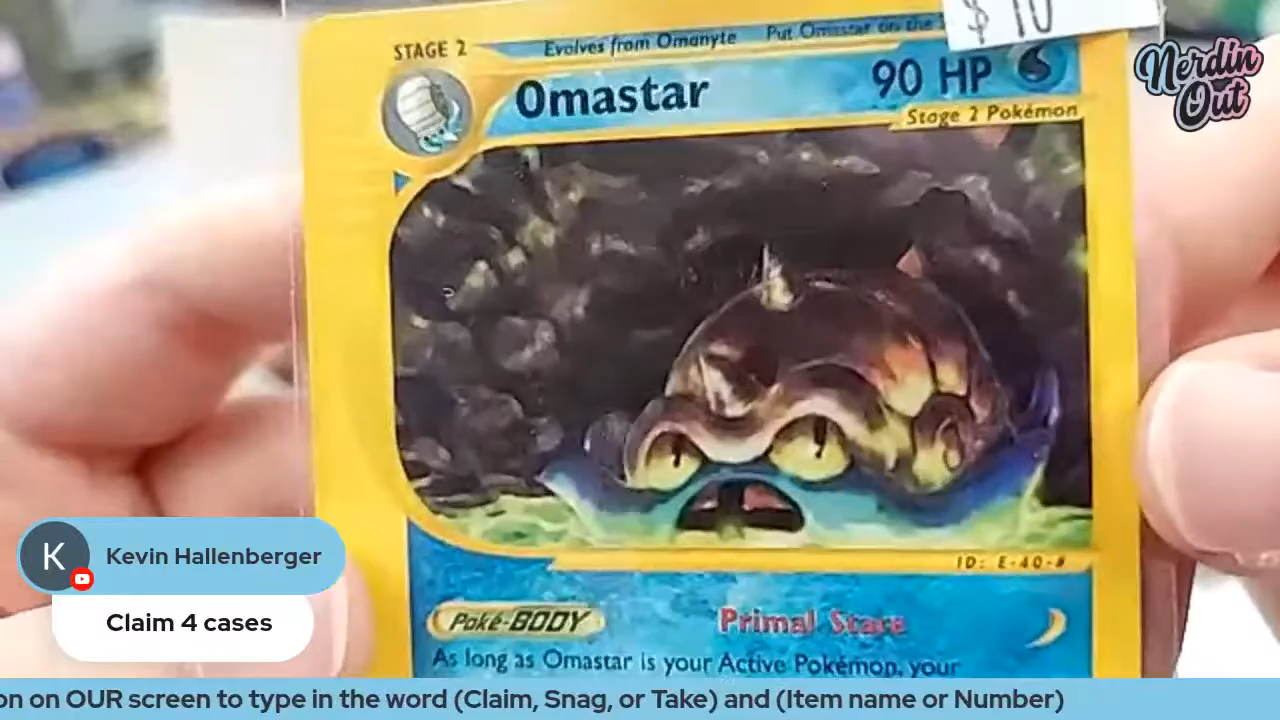 $ 10
STAGE 2
Evolves from Omanyte Put Omastar on the
Omastar
90 HP
Stage 2 Pokémon
Nerdin
Out
ID: E-40-#
Kevin Hallenberger
K
Claim 4 cases
Poké-BODY
Primal Stare
As long as Omastar is your Active Pokémon, your
on on OUR screen to type in the word (Claim, Snag, or Take) and (Item name or Number)